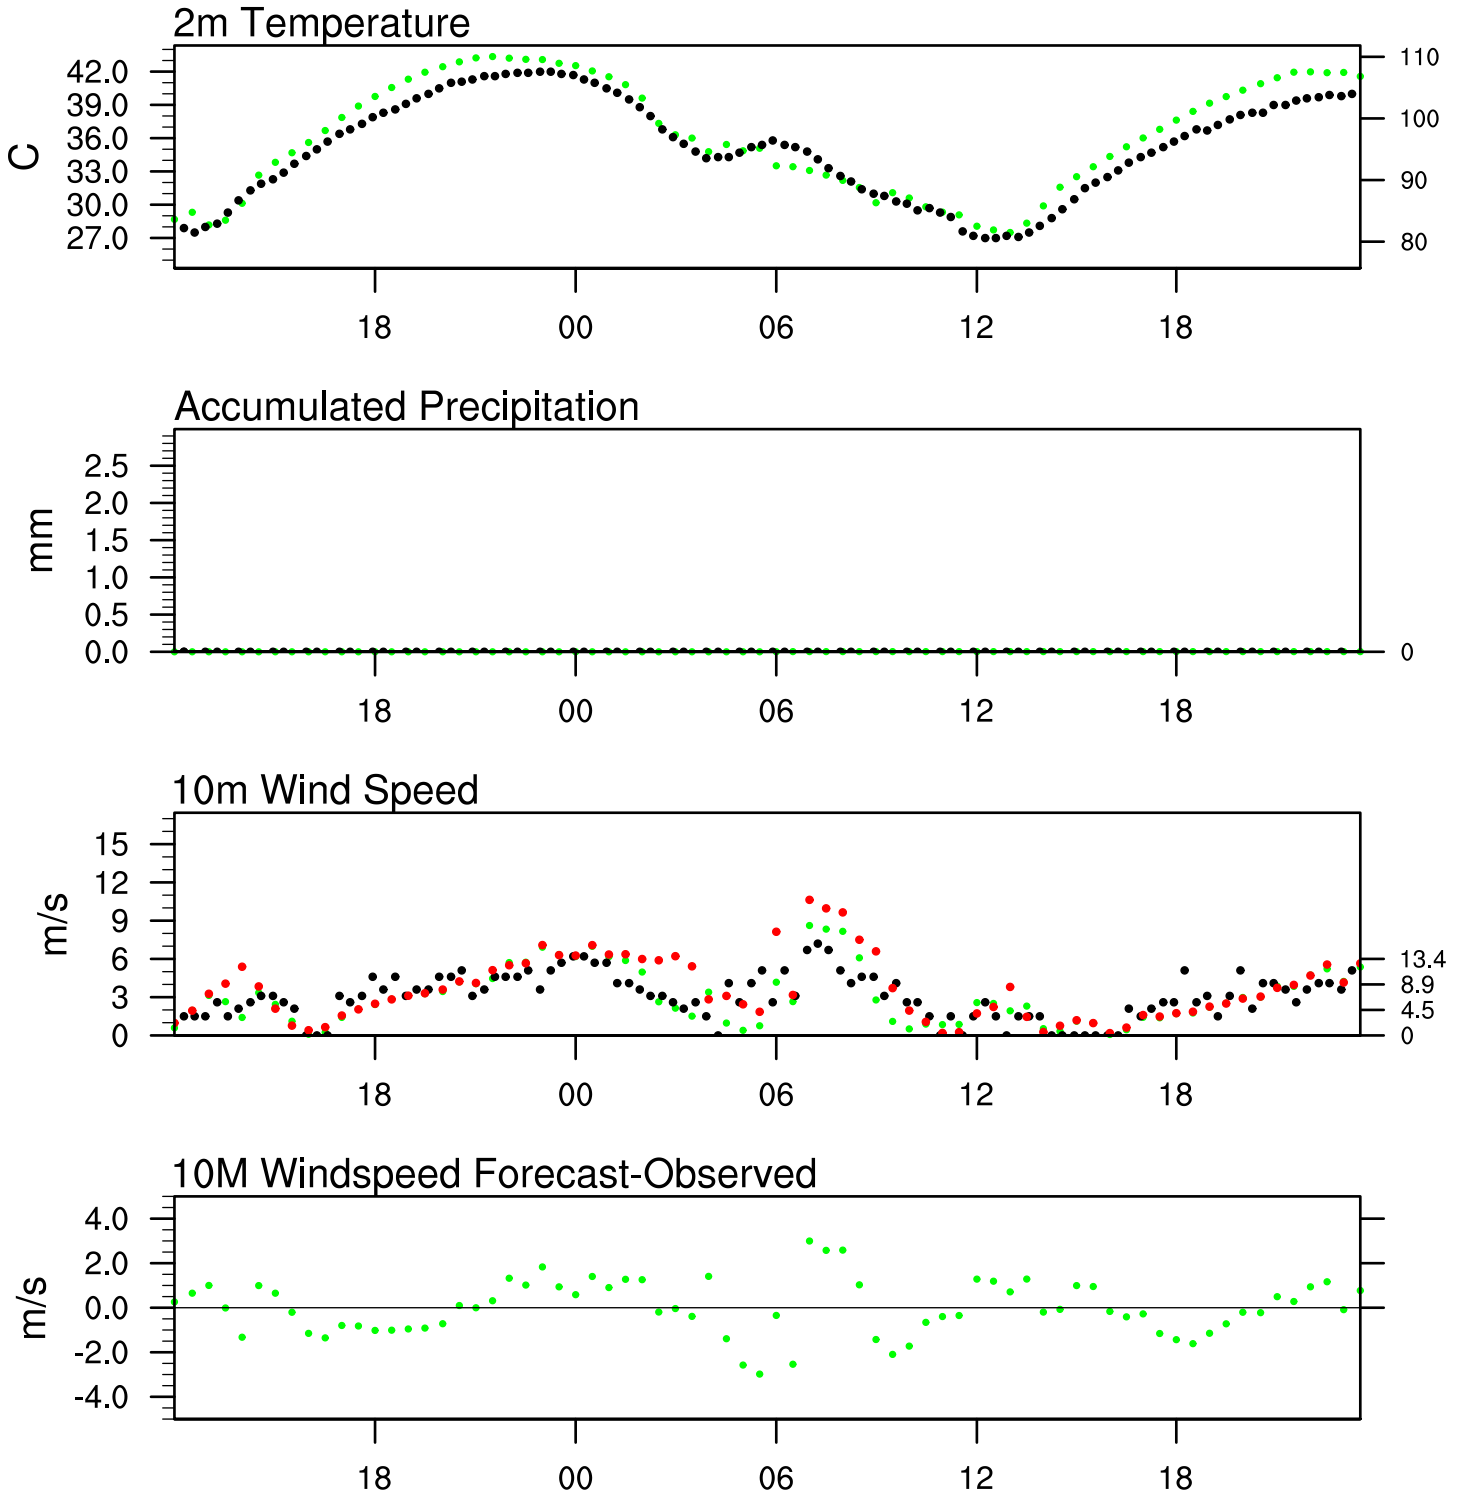 2m Temperature
42.0
39.0
36.0
33.0
30.0
27.0
C
110
100
90
80
18 00 06 12 18
Accumulated Precipitation
2.5
2.0
1.5
1.0
0.5
0.0
mm
0
18 00 06 12 18
10m Wind Speed
15
12
9
6
3
0
m/s
13.4
8.9
4.5
0
18 00 06 12 18
10M Windspeed Forecast-Observed
4.0
2.0
0.0
-2.0
-4.0
m/s
18 00 06 12 18